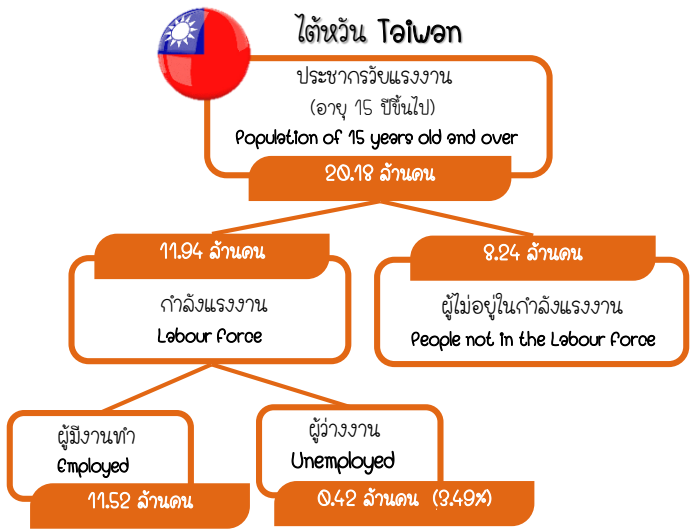 ไต้หวัน Taiwan
ประชากรวัยแรงงาน
(อายุ 15 ปีขึ้นไป)
Population of 15 years old and over
20.18 ล้านคน
11.94 ล้านคน
กำลังแรงงาน
Labour Force
8.24 ล้านคน
ผู้ไม่อยู่ในกำลังแรงงาน
People not in the Labour Force
ผู้มีงานทำ
Employed
11.52 ล้านคน
ผู้ว่างงาน
Unemployed
0.42 ล้านคน (3.49%)